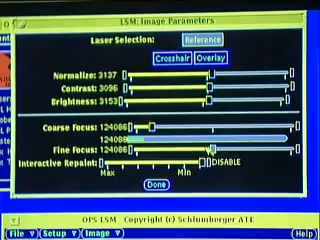 LSM: Image Parameters
Laser Selection: Reference
Crosshair Overlay
Normalize: 3137
Contrast: 3096
Brightness: 3153
Coarse Focus: 124086
124086
Fine Focus: 124086
Interactive Repaint: DISABLE
Max Min
Done
OPS LSM Copyright (c) Schlumberger ATE
File Setup Image Help